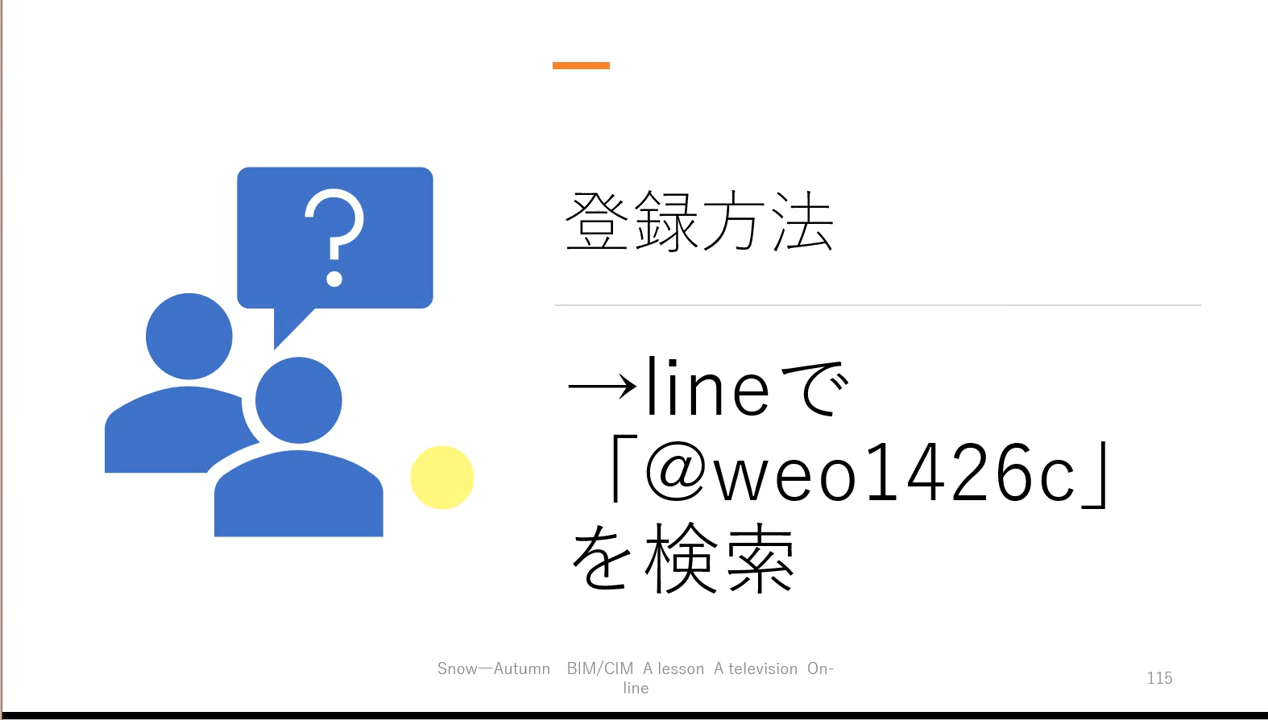 ?
登録方法
→lineで
「@weo1426c」
を検索
Snow―Autumn　BIM/CIM  A lesson  A television  On-
line
115